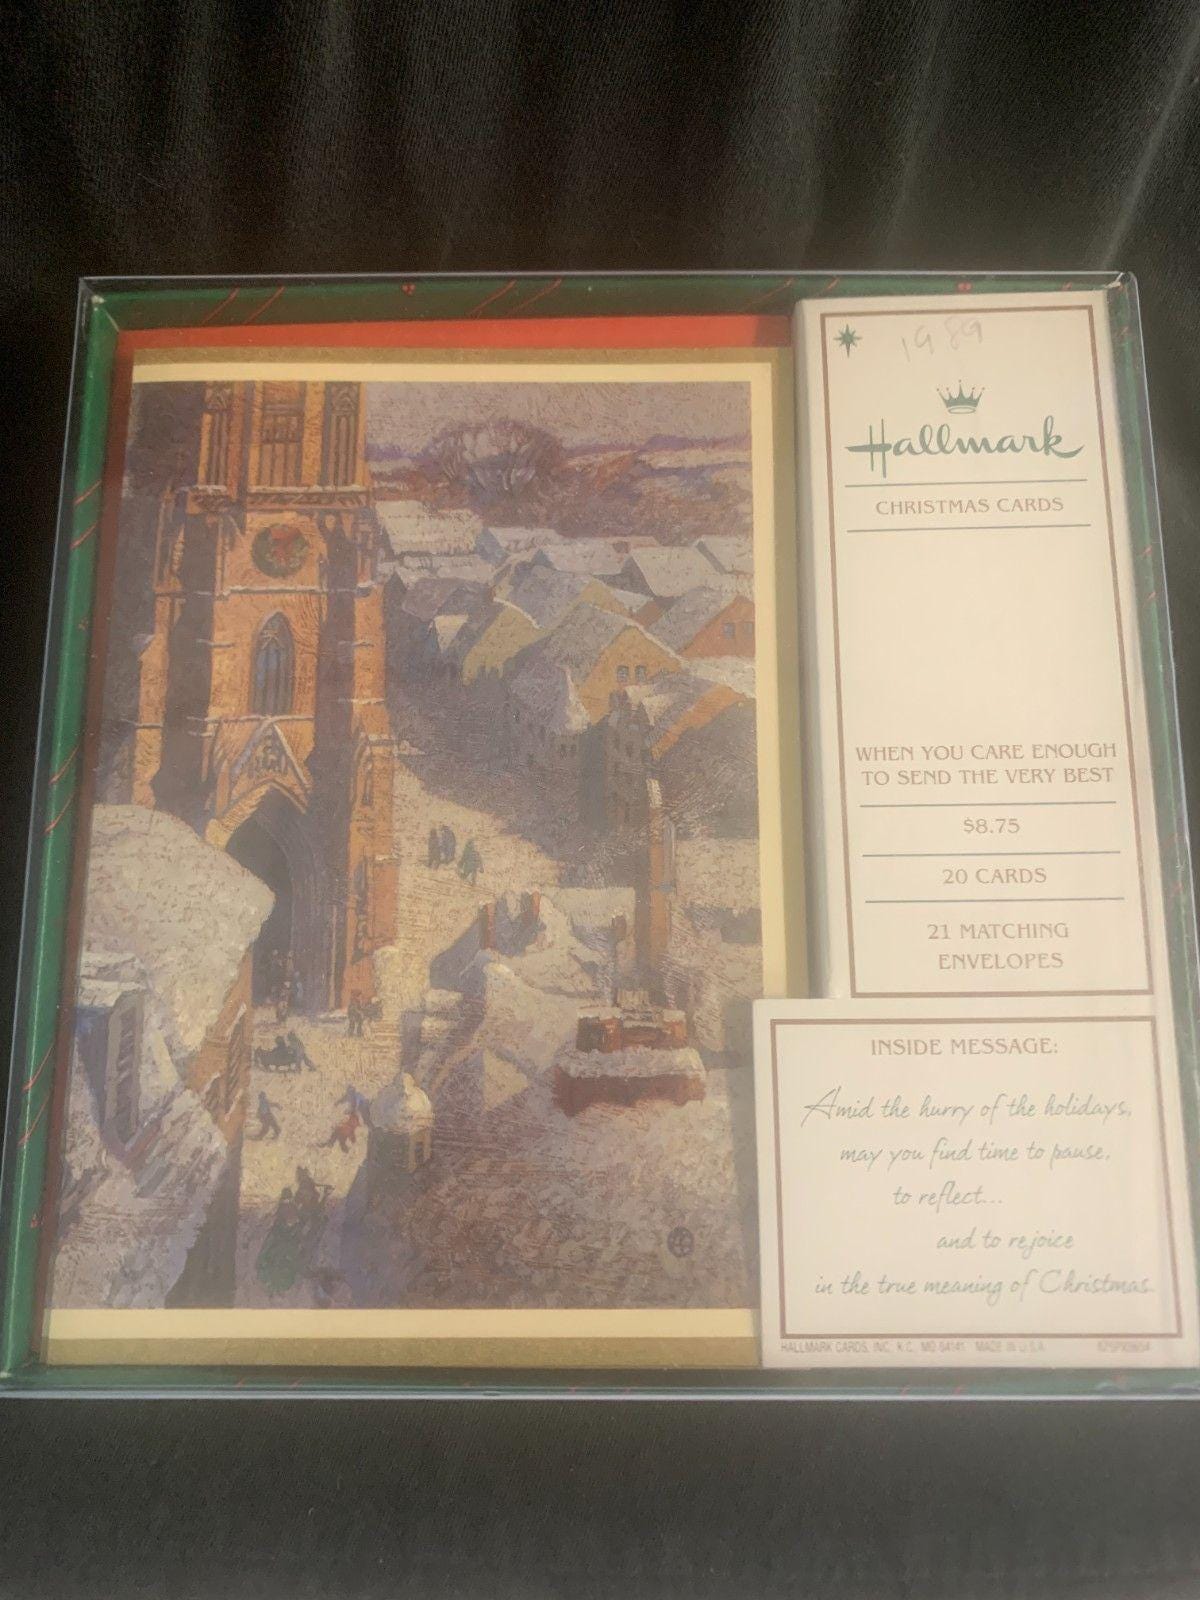 1989
Hallmark
CHRISTMAS CARDS
WHEN YOU CARE ENOUGH
TO SEND THE VERY BEST
$8.75
20 CARDS
21 MATCHING
ENVELOPES
INSIDE MESSAGE:
Amid the hurry of the holidays,
may you find time to pause,
to reflect...
and to rejoice
in the true meaning of Christmas.
HALLMARK CARDS, INC. K.C. MO 64141 MADE IN U.S.A.